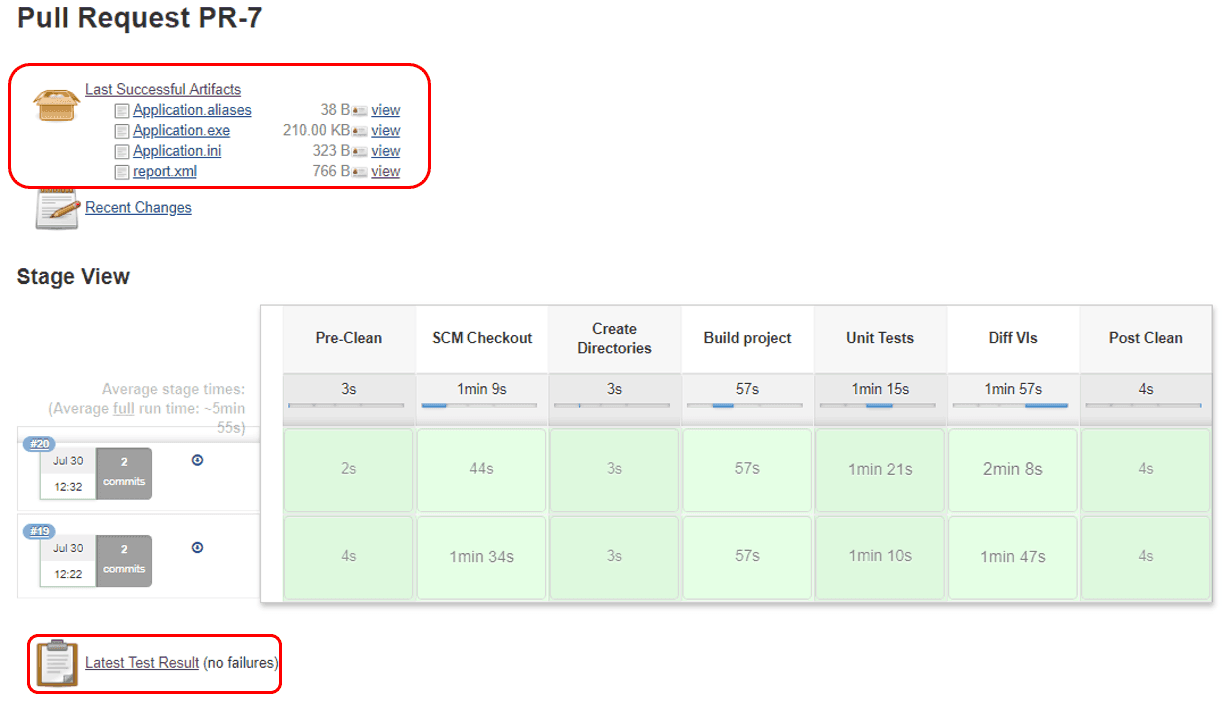 Pull Request PR-7
Last Successful Artifacts
Application.aliases 38 B view
Application.exe 210.00 KB view
Application.ini 323 B view
report.xml 766 B view
Recent Changes
Stage View
Pre-Clean SCM Checkout Create Directories Build project Unit Tests Diff VIs Post Clean
Average stage times: 3s 1min 9s 3s 57s 1min 15s 1min 57s 4s
(Average full run time: ~5min
55s)
#20
Jul 30 12:32 2 commits 2s 44s 3s 57s 1min 21s 2min 8s 4s
#19
Jul 30 12:22 2 commits 4s 1min 34s 3s 57s 1min 10s 1min 47s 4s
Latest Test Result (no failures)